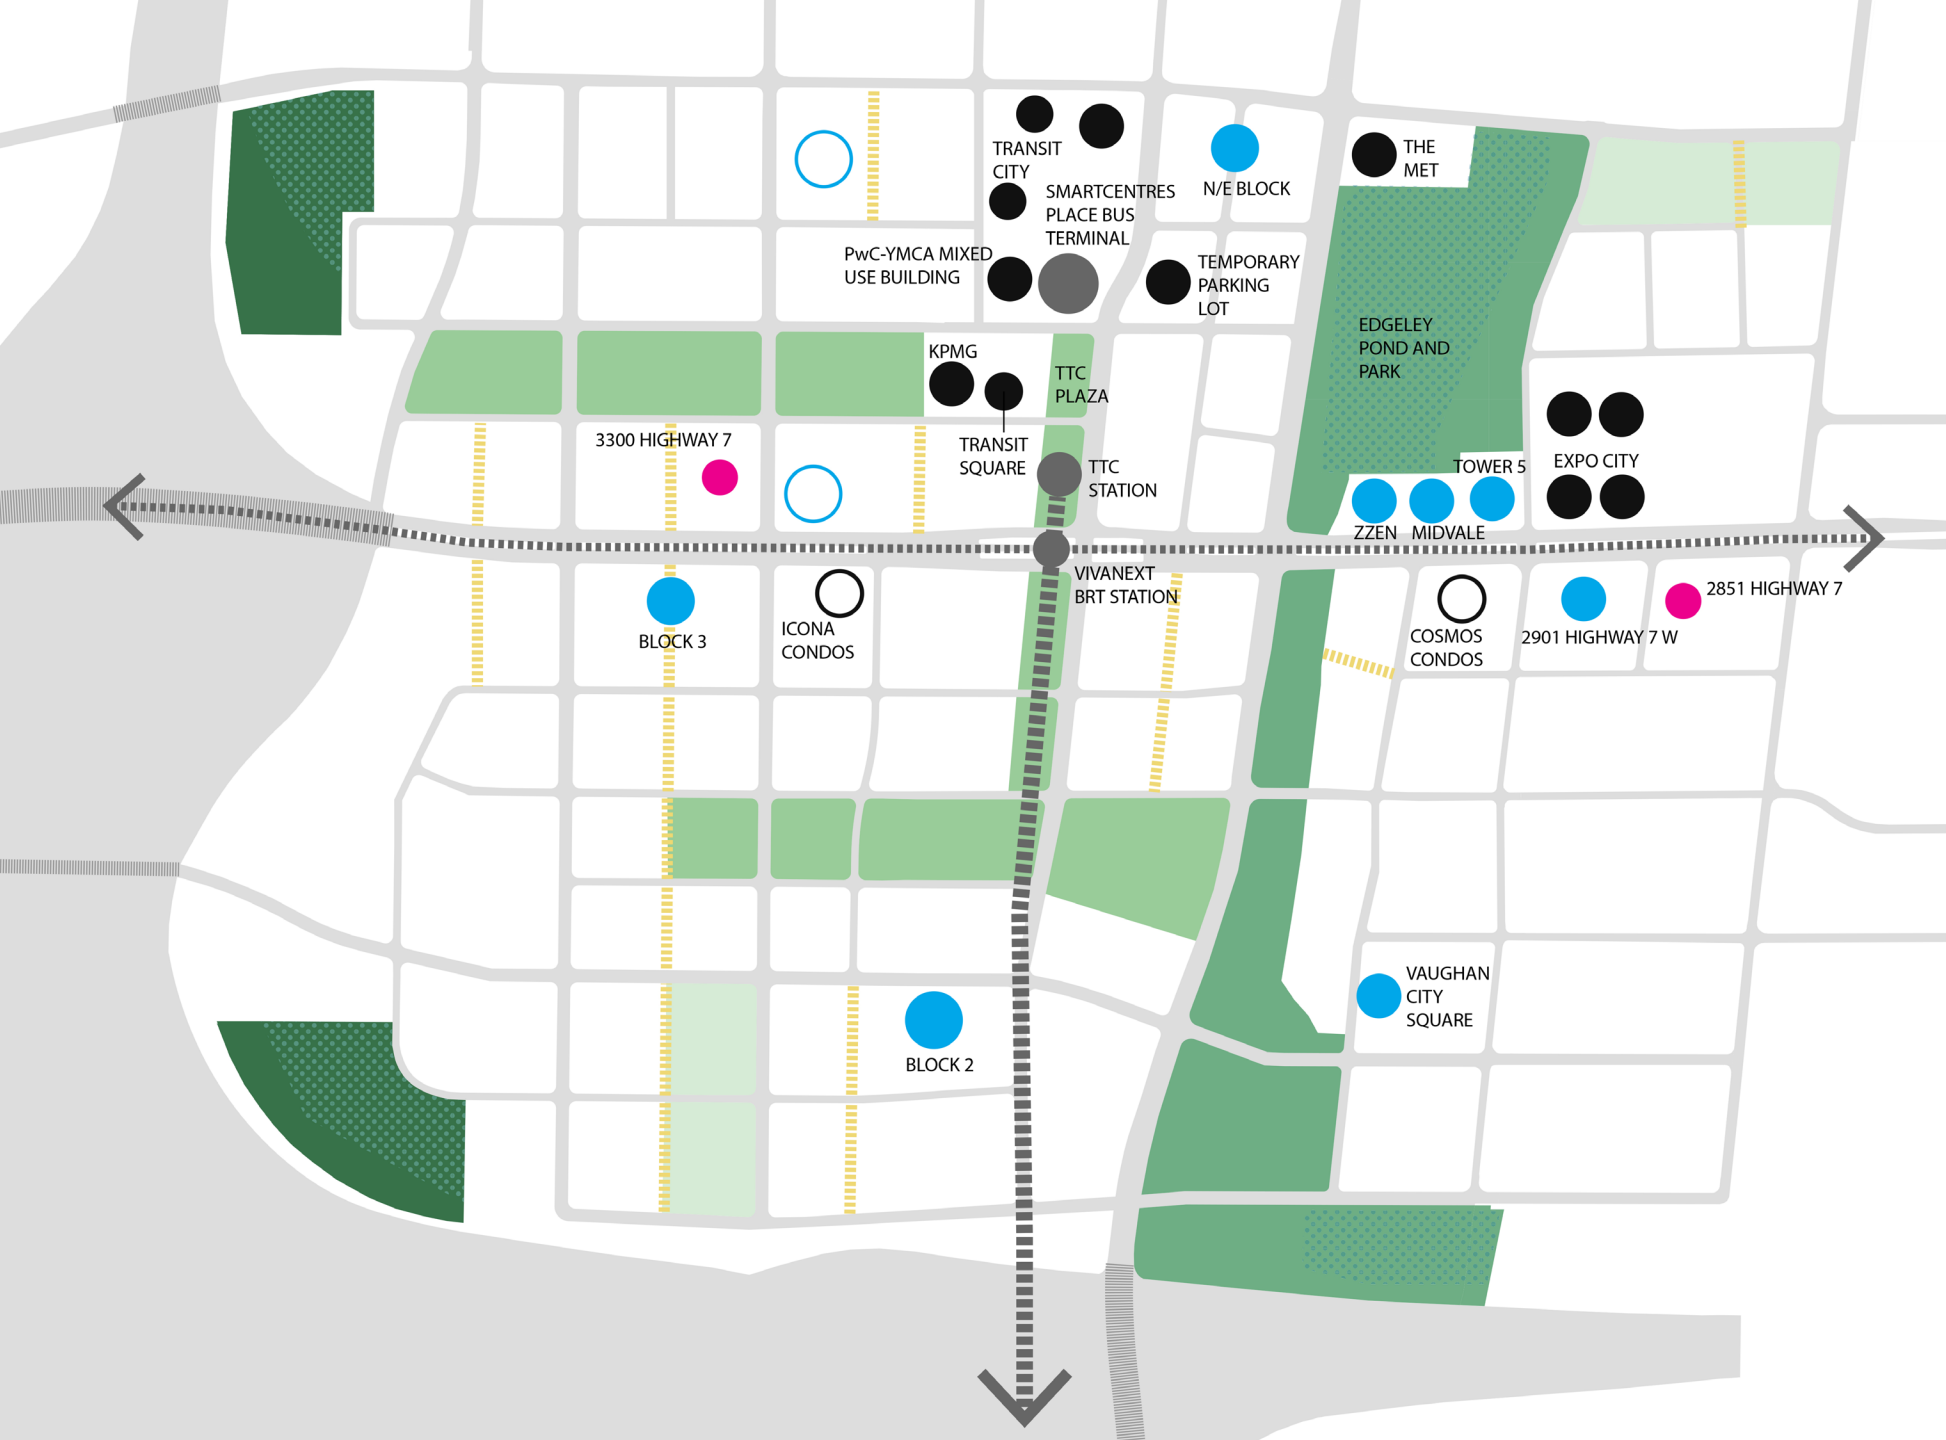 TRANSIT
CITY
THE
MET
SMARTCENTRES
PLACE BUS
TERMINAL
N/E BLOCK
PwC-YMCA MIXED
USE BUILDING
TEMPORARY
PARKING
LOT
EDGELEY
POND AND
PARK
KPMG
TTC
PLAZA
3300 HIGHWAY 7
TRANSIT
SQUARE
TTC
STATION
TOWER 5
EXPO CITY
ZZEN
MIDVALE
VIVANEXT
BRT STATION
2851 HIGHWAY 7
BLOCK 3
ICONA
CONDOS
COSMOS
CONDOS
2901 HIGHWAY 7 W
VAUGHAN
CITY
SQUARE
BLOCK 2